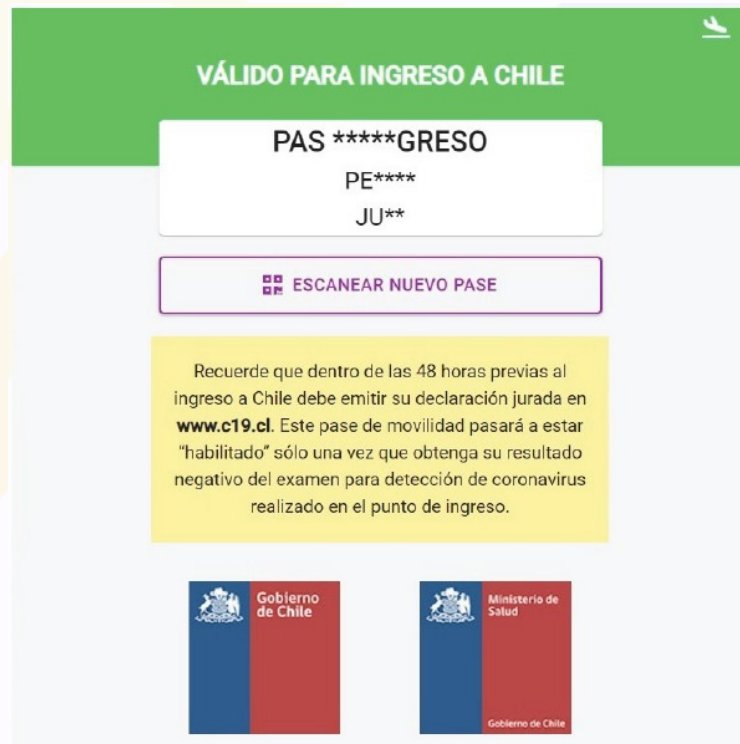 VÁLIDO PARA INGRESO A CHILE
PAS *****GRESO
PE****
JU**
ESCANEAR NUEVO PASE
Recuerde que dentro de las 48 horas previas al
ingreso a Chile debe emitir su declaración jurada en
www.c19.cl. Este pase de movilidad pasará a estar
"habilitado" sólo una vez que obtenga su resultado
negativo del examen para detección de coronavirus
realizado en el punto de ingreso.
Gobierno
de Chile
Ministerio de
Salud
Gobierno de Chile